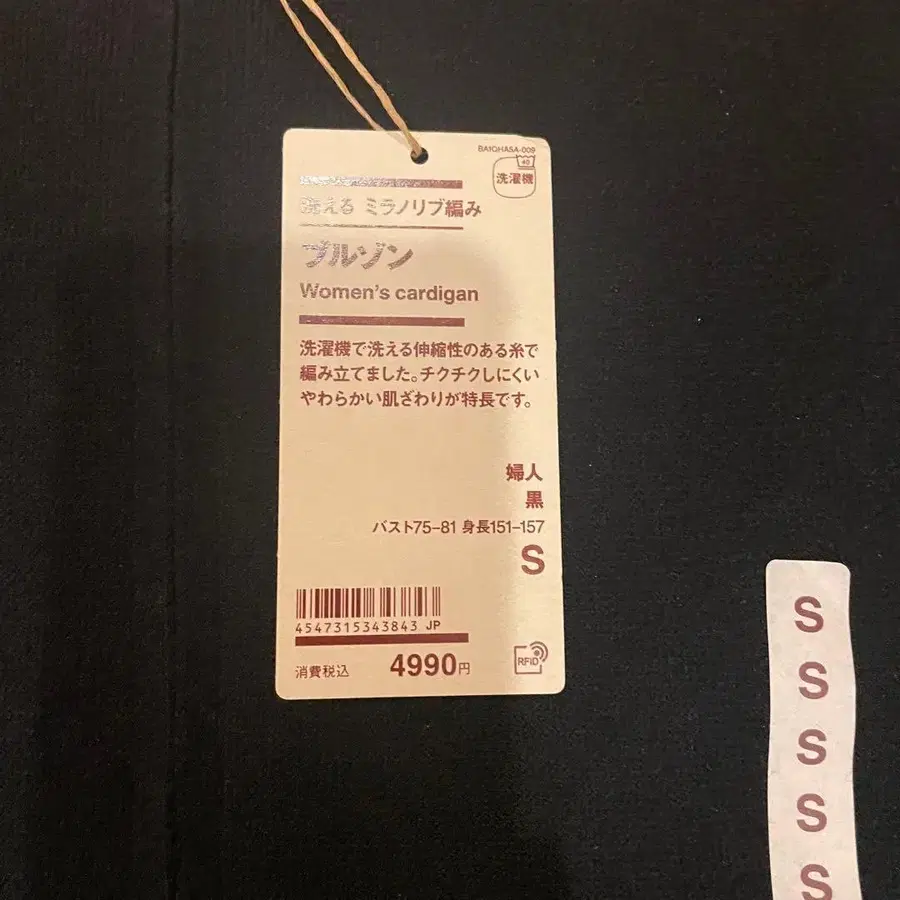 BA1QHA5A-009
40
洗濯機
洗える ミラノリブ編み
ブルゾン
Women's cardigan
洗濯機で洗える伸縮性のある糸で
編み立てました。チクチクしにくい
やわらかい肌ざわりが特長です。
婦人
黒
バスト75-81 身長151-157
S
4547315343843 JP
消費税込 4990円
RFID
S
S
S
S
S